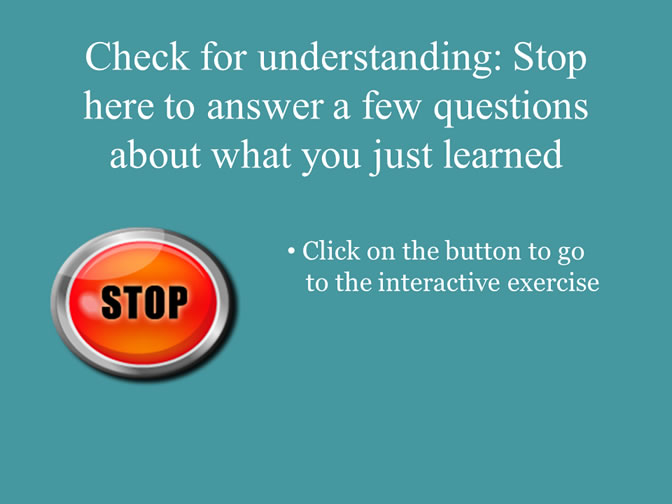 Check for understanding: Stop
here to answer a few questions
about what you just learned
STOP
• Click on the button to go
to the interactive exercise